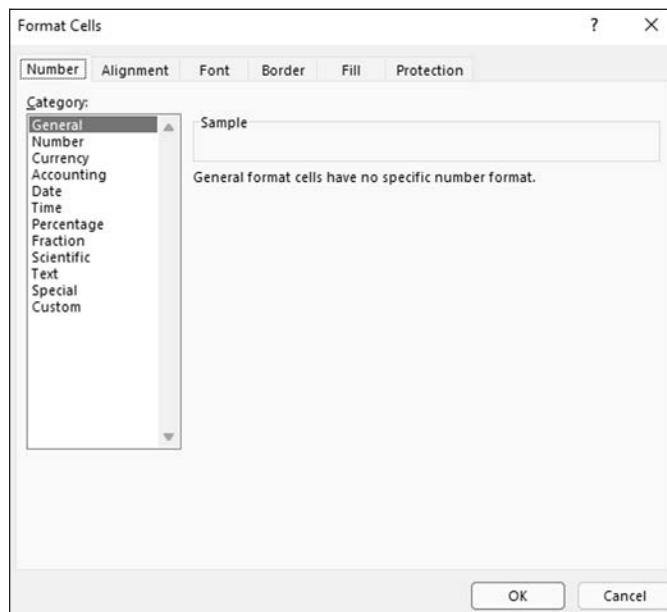 Format Cells ?
Number Alignment Font Border Fill Protection
Category:
General
Number
Currency
Accounting
Date
Time
Percentage
Fraction
Scientific
Text
Special
Custom
Sample
General format cells have no specific number format.
OK Cancel